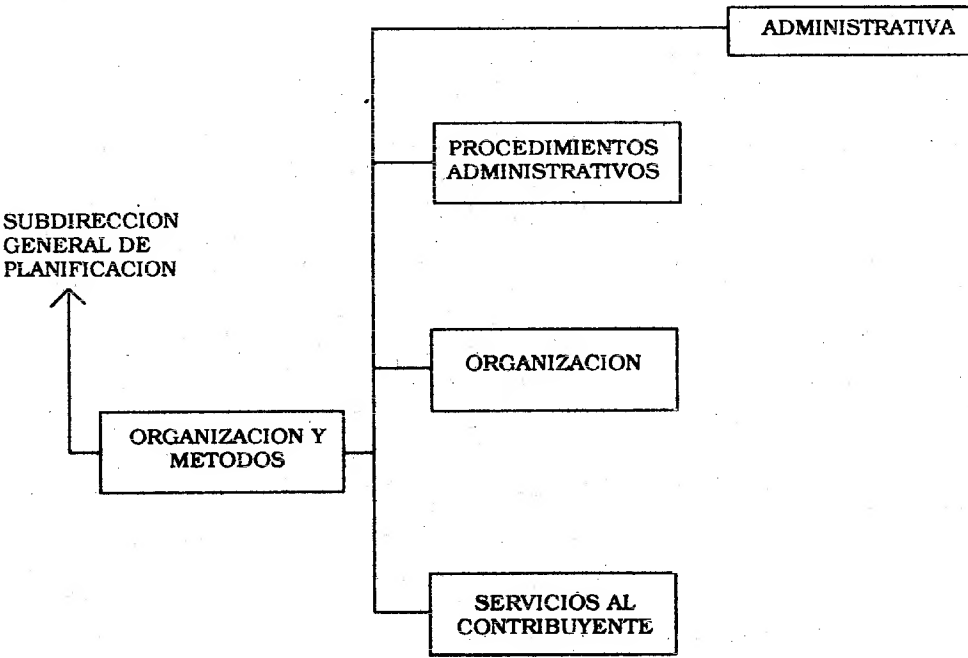 ADMINISTRATIVA
PROCEDIMIENTOS
ADMINISTRATIVOS
SUBDIRECCION
GENERAL DE
PLANIFICACION
ORGANIZACION
ORGANIZACION Y
METODOS
SERVICIOS AL
CONTRIBUYENTE